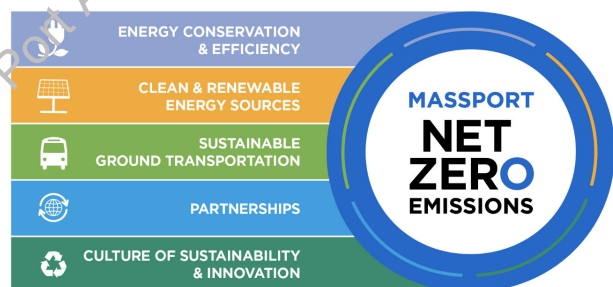 ENERGY CONSERVATION
& EFFICIENCY
CLEAN & RENEWABLE
ENERGY SOURCES
SUSTAINABLE
GROUND TRANSPORTATION
PARTNERSHIPS
CULTURE OF SUSTAINABILITY
& INNOVATION
MASSPORT
NET
ZERO
EMISSIONS
Port